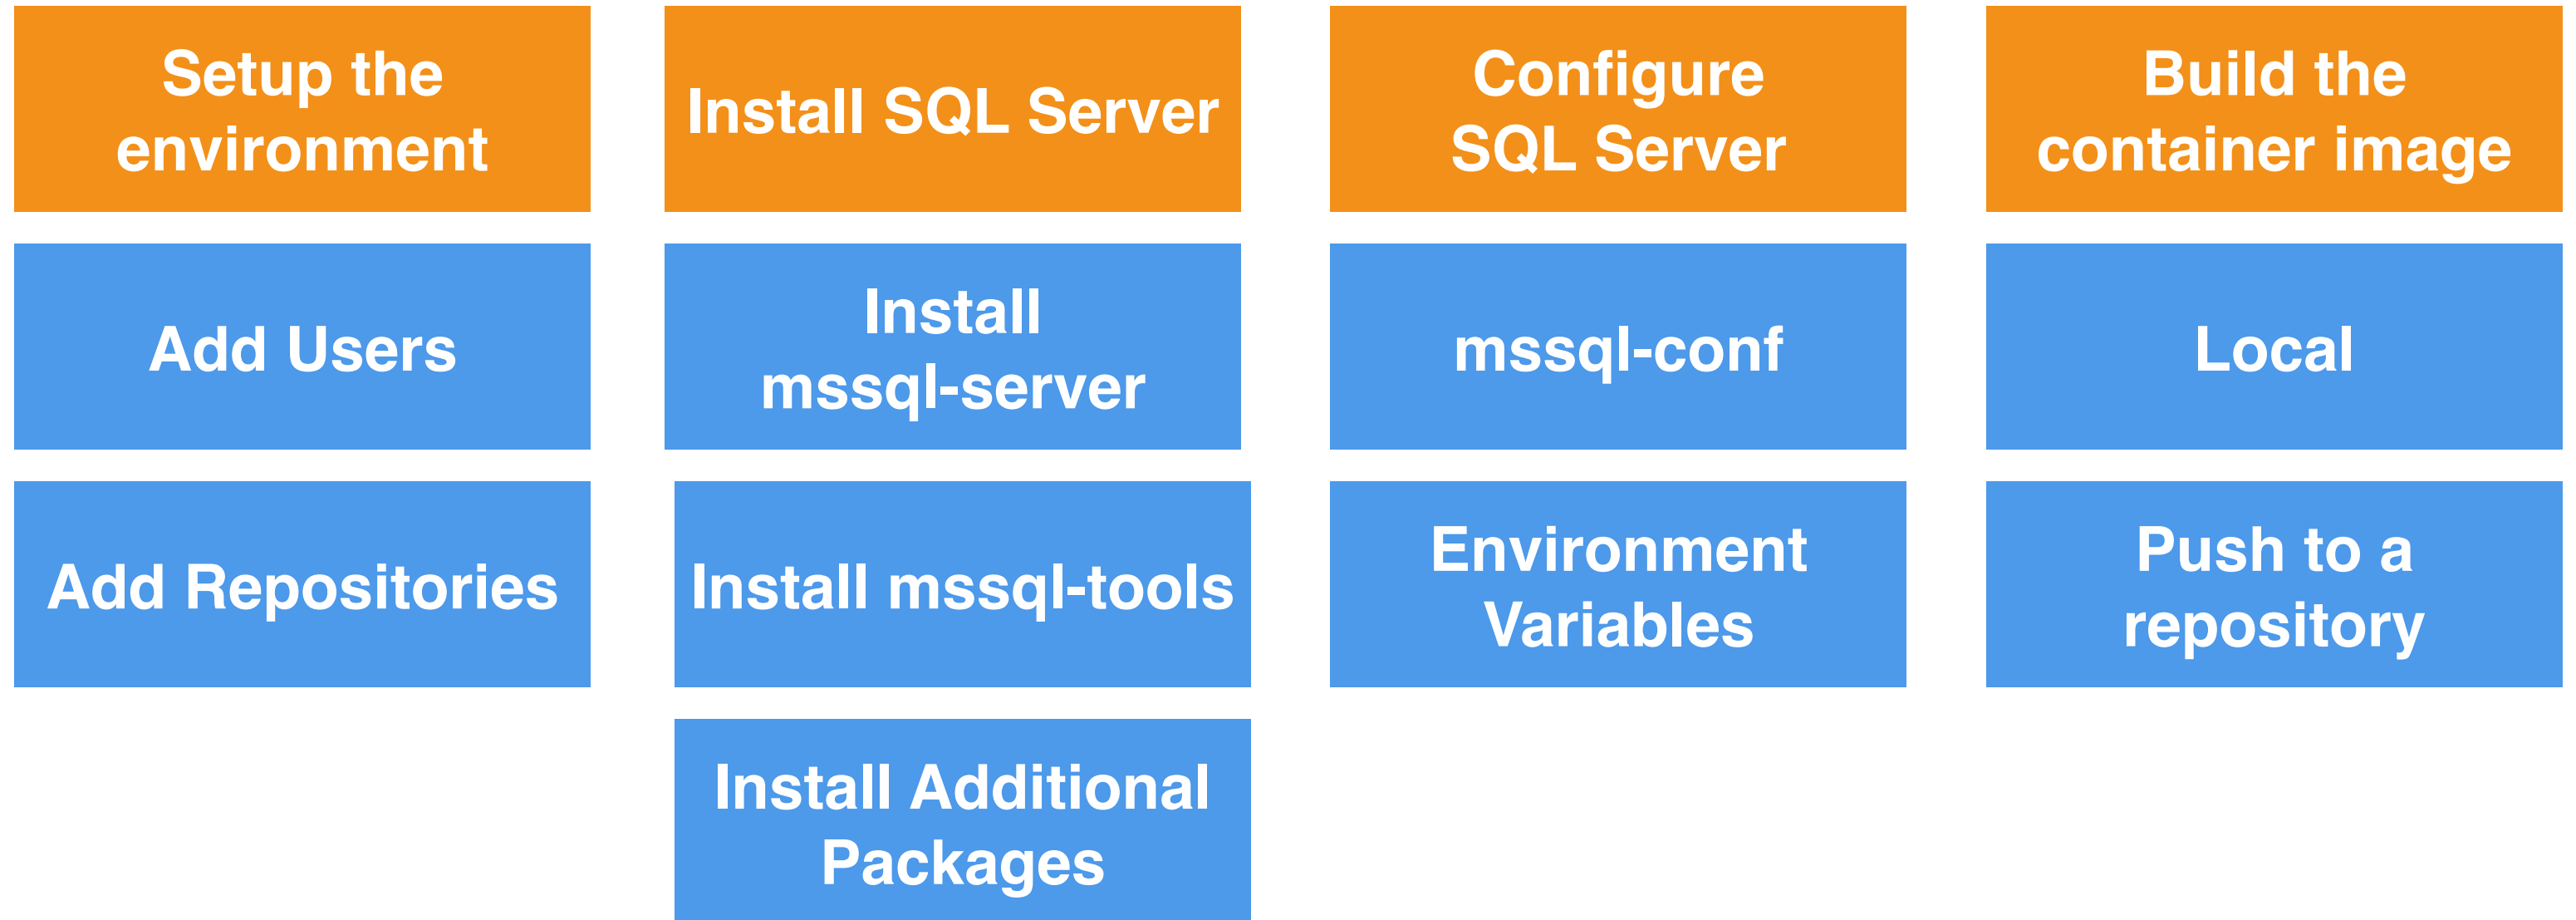 Setup the
environment
Install SQL Server
Configure
SQL Server
Build the
container image
Add Users
Install
mssql-server
mssql-conf
Local
Add Repositories
Install mssql-tools
Environment
Variables
Push to a
repository
Install Additional
Packages